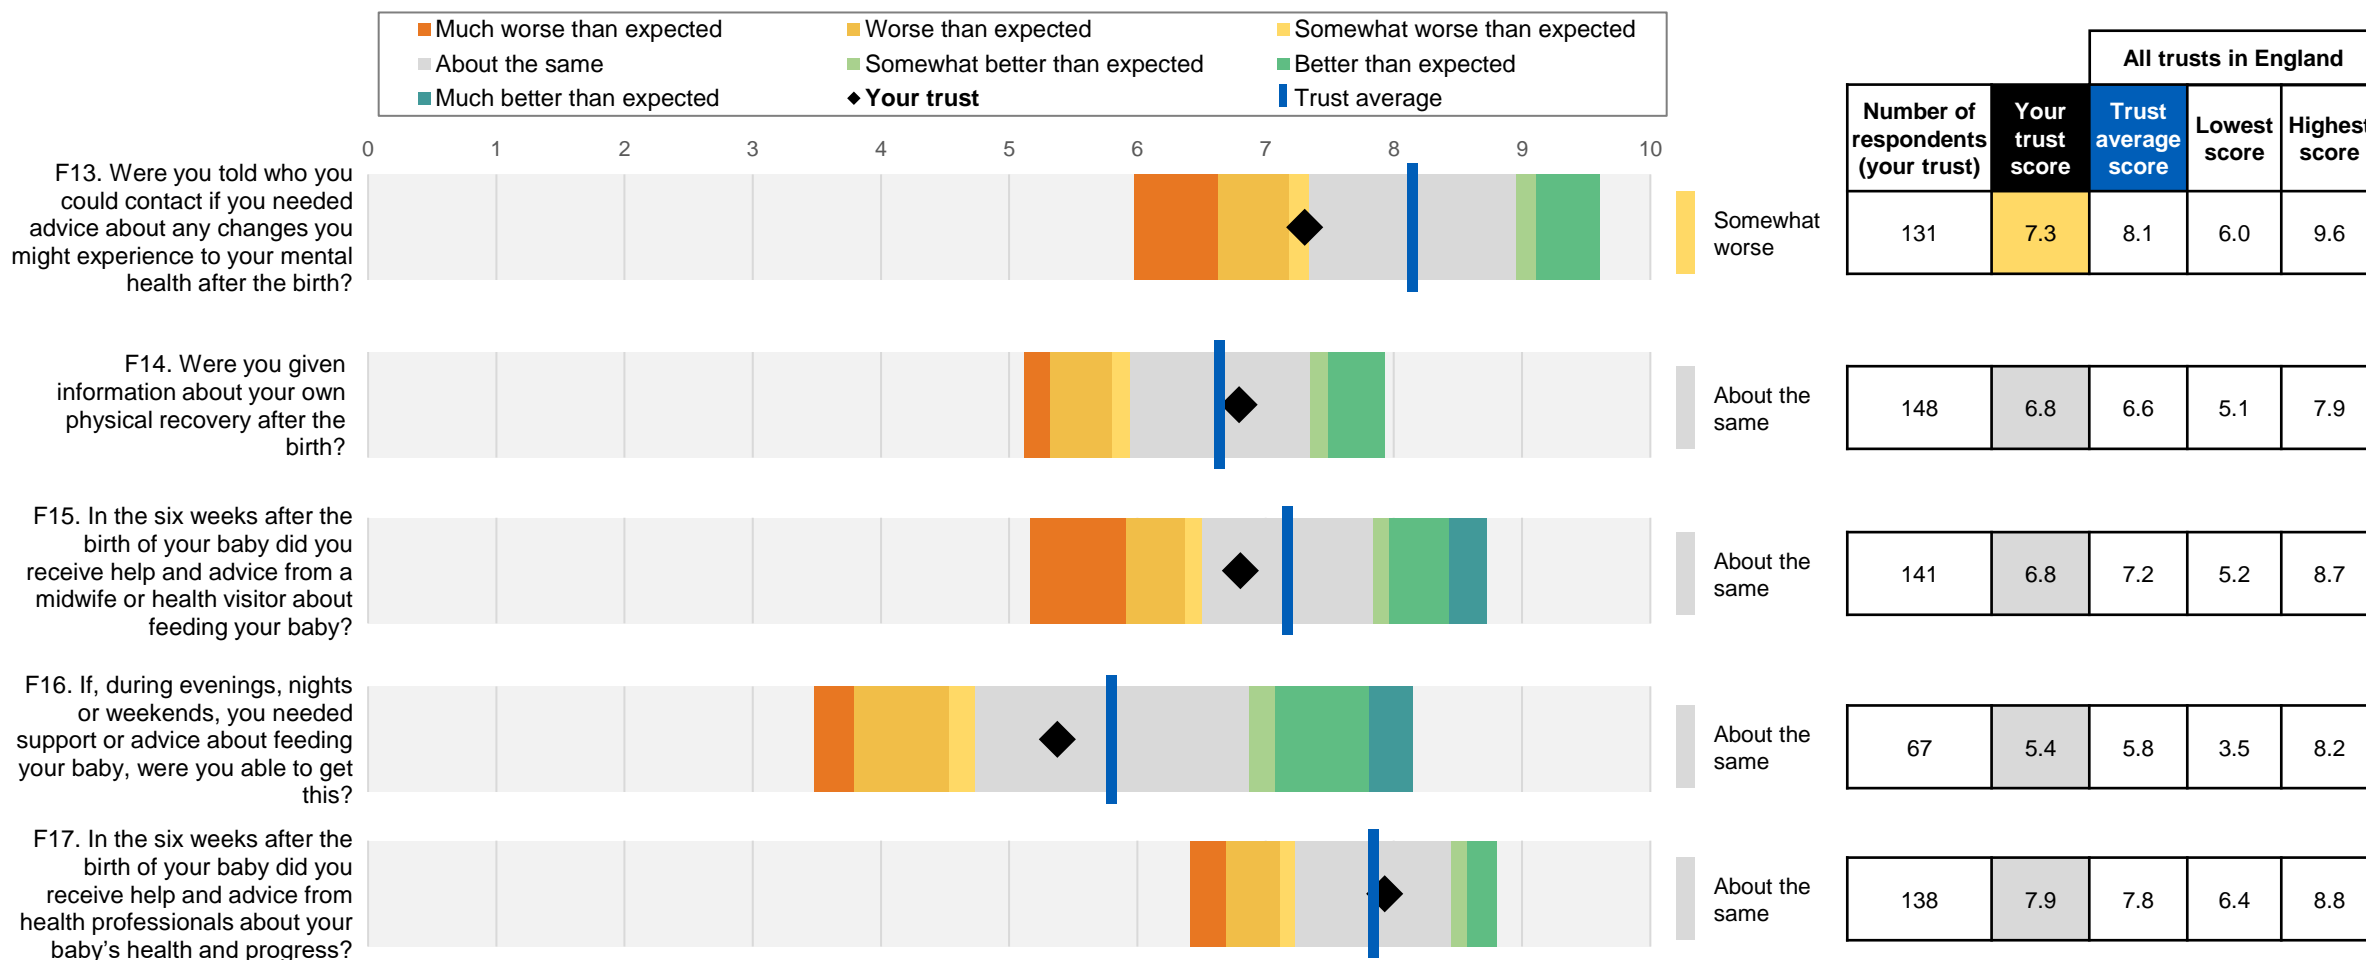 Much worse than expected
Worse than expected
Somewhat worse than expected
About the same
Somewhat better than expected
Better than expected
Much better than expected
Your trust
Trust average
All trusts in England
Number of respondents (your trust)
Your trust score
Trust average score
Lowest score
Highest score
0 1 2 3 4 5 6 7 8 9 10
F13. Were you told who you
could contact if you needed
advice about any changes you
might experience to your mental
health after the birth?
Somewhat
worse
131 7.3 8.1 6.0 9.6
F14. Were you given
information about your own
physical recovery after the
birth?
About the
same
148 6.8 6.6 5.1 7.9
F15. In the six weeks after the
birth of your baby did you
receive help and advice from a
midwife or health visitor about
feeding your baby?
About the
same
141 6.8 7.2 5.2 8.7
F16. If, during evenings, nights
or weekends, you needed
support or advice about feeding
your baby, were you able to get
this?
About the
same
67 5.4 5.8 3.5 8.2
F17. In the six weeks after the
birth of your baby did you
receive help and advice from
health professionals about your
baby’s health and progress?
About the
same
138 7.9 7.8 6.4 8.8